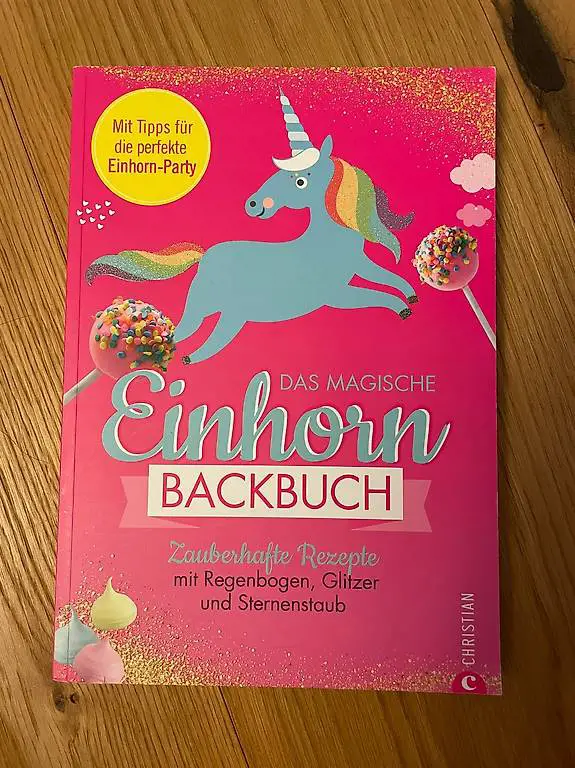 Mit Tipps für
die perfekte
Einhorn-Party
DAS MAGISCHE
Einhorn
BACKBUCH
Zauberhafte Rezepte
mit Regenbogen, Glitzer
und Sternenstaub
CHRISTIAN
C